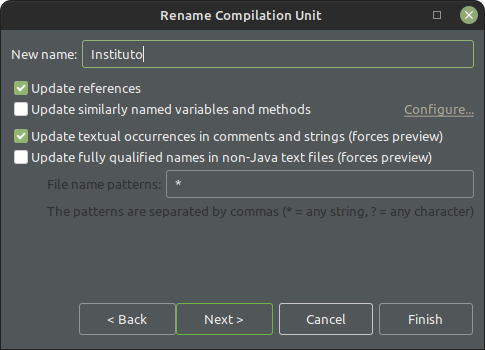 Rename Compilation Unit
New name: Instituto
Update references
Update similarly named variables and methods Configure...
Update textual occurrences in comments and strings (forces preview)
Update fully qualified names in non-Java text files (forces preview)
File name patterns: *
The patterns are separated by commas (* = any string, ? = any character)
< Back Next > Cancel Finish